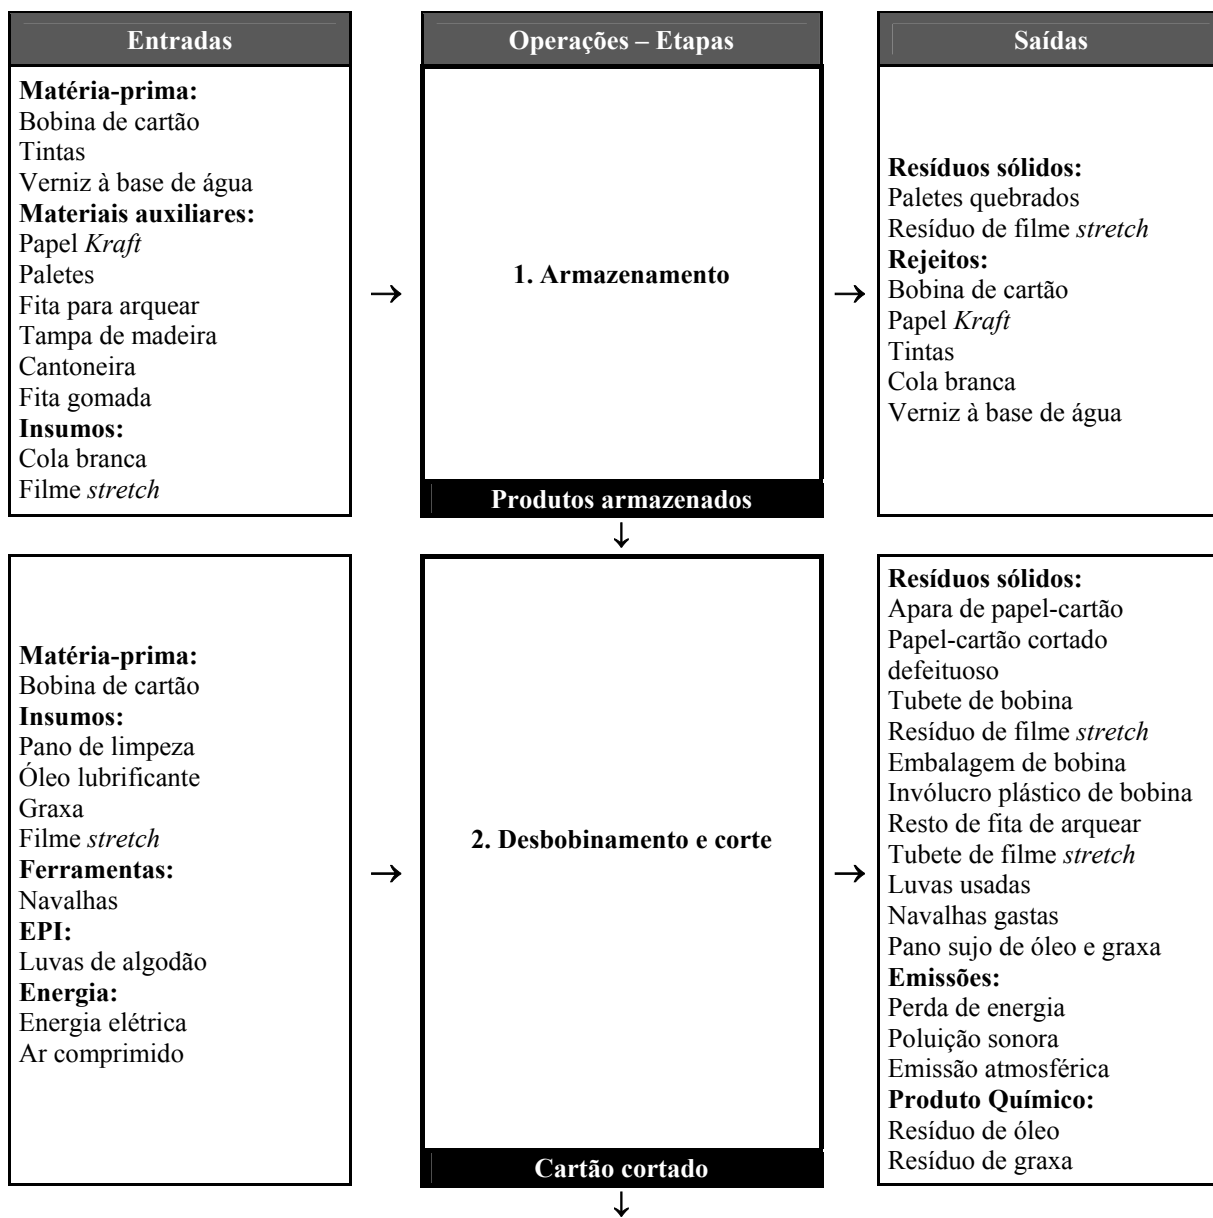 Entradas
Operações – Etapas
Saídas
Matéria-prima:
Bobina de cartão
Tintas
Verniz à base de água
Materiais auxiliares:
Papel Kraft
Paletes
Fita para arquear
Tampa de madeira
Cantoneira
Fita gomada
Insumos:
Cola branca
Filme stretch
→
1. Armazenamento
Produtos armazenados
→
Resíduos sólidos:
Paletes quebrados
Resíduo de filme stretch
Rejeitos:
Bobina de cartão
Papel Kraft
Tintas
Cola branca
Verniz à base de água
↓
Matéria-prima:
Bobina de cartão
Insumos:
Pano de limpeza
Óleo lubrificante
Graxa
Filme stretch
Ferramentas:
Navalhas
EPI:
Luvas de algodão
Energia:
Energia elétrica
Ar comprimido
→
2. Desbobinamento e corte
Cartão cortado
→
Resíduos sólidos:
Apara de papel-cartão
Papel-cartão cortado
defeituoso
Tubete de bobina
Resíduo de filme stretch
Embalagem de bobina
Invólucro plástico de bobina
Resto de fita de arquear
Tubete de filme stretch
Luvas usadas
Navalhas gastas
Pano sujo de óleo e graxa
Emissões:
Perda de energia
Poluição sonora
Emissão atmosférica
Produto Químico:
Resíduo de óleo
Resíduo de graxa
↓